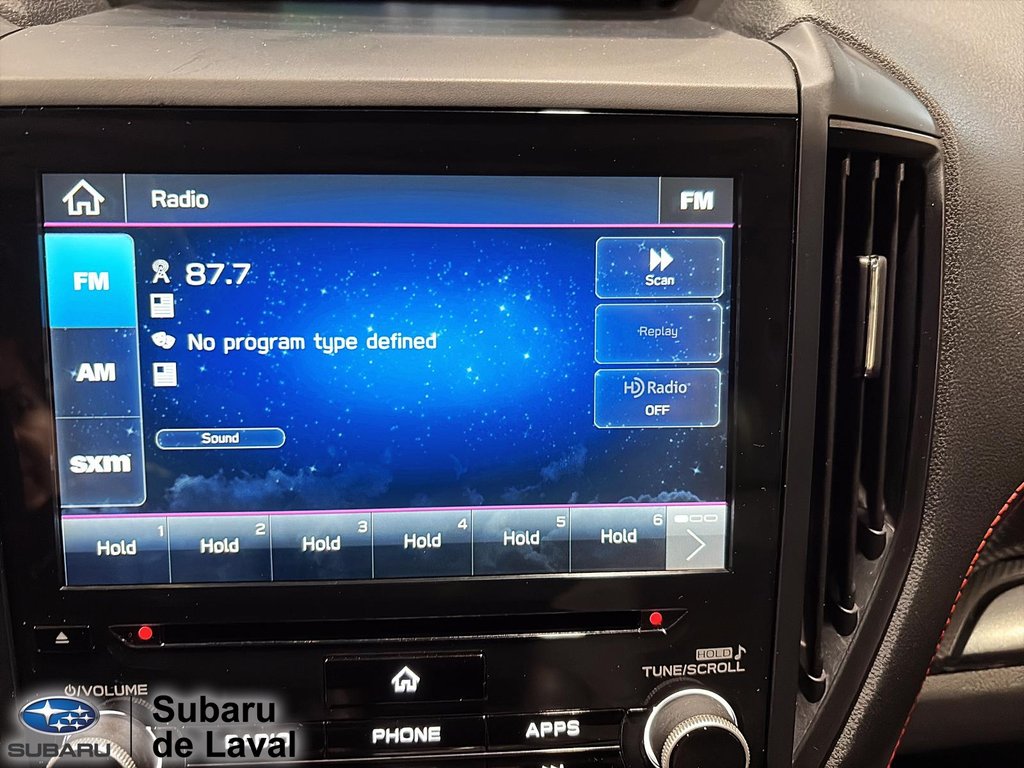 Radio FM
FM
87.7
Scan
No program type defined
Replay
AM
HD Radio
OFF
Sound
sxm
1 2 3 4 5 6
Hold Hold Hold Hold Hold Hold
HOLD
TUNE/SCROLL
/VOLUME
PHONE APPS
SUBARU
Subaru
de Laval